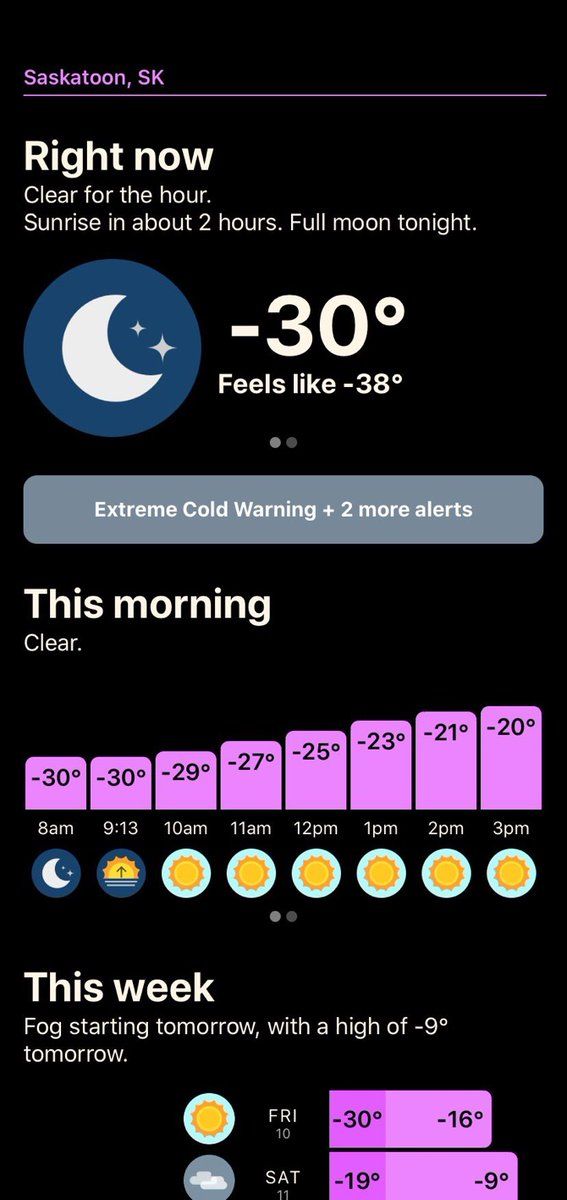 Saskatoon, SK
Right now
Clear for the hour.
Sunrise in about 2 hours. Full moon tonight.
-30°
Feels like -38°
Extreme Cold Warning + 2 more alerts
This morning
Clear.
-30° -30° -29° -27° -25° -23° -21° -20°
8am 9:13 10am 11am 12pm 1pm 2pm 3pm
This week
Fog starting tomorrow, with a high of -9°
tomorrow.
FRI -30° -16°
10
SAT -19° -9°
11